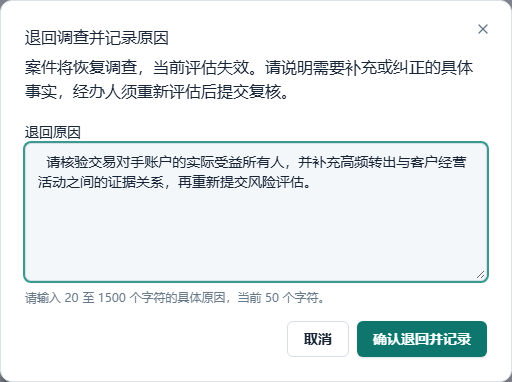 退回调查并记录原因
案件将恢复调查，当前评估失效。请说明需要补充或纠正的具体
事实，经办人须重新评估后提交复核。
退回原因
请核验交易对手账户的实际受益所有人，并补充高频转出与客户经营
活动之间的证据关系，再重新提交风险评估。
请输入 20 至 1500 个字符的具体原因，当前 50 个字符。
取消
确认退回并记录